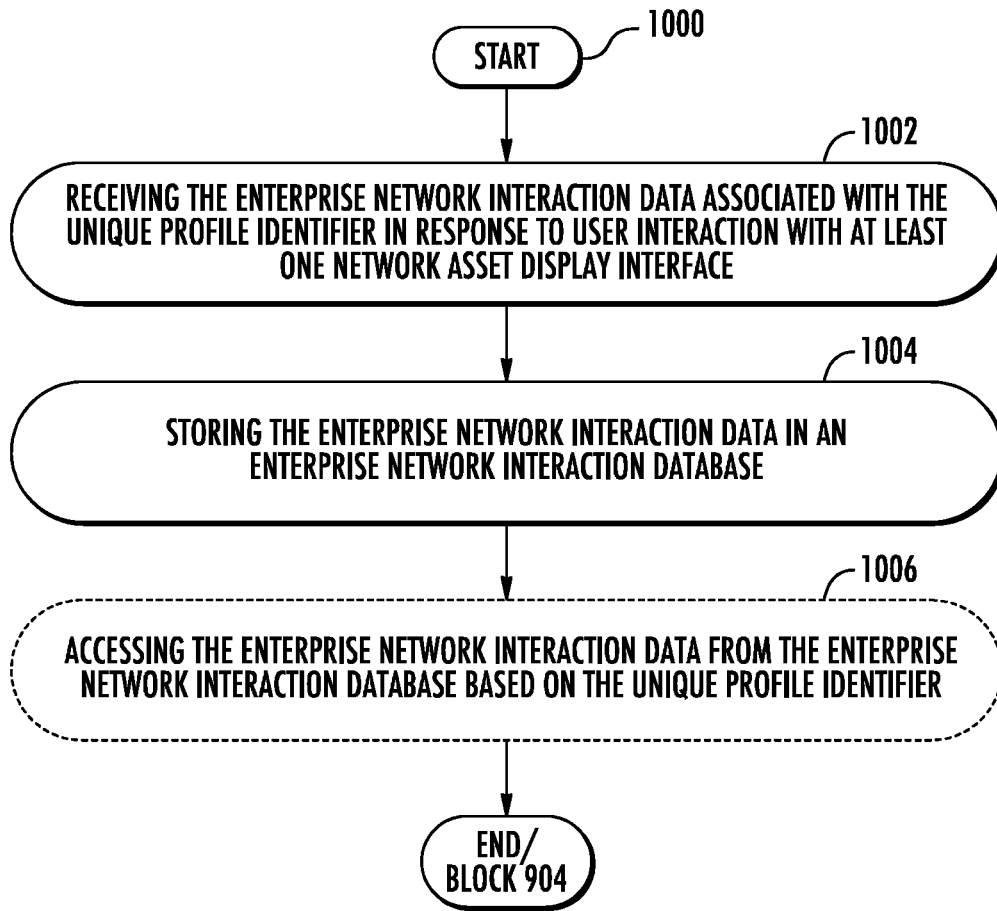 1000
START
1002
RECEIVING THE ENTERPRISE NETWORK INTERACTION DATA ASSOCIATED WITH THE
UNIQUE PROFILE IDENTIFIER IN RESPONSE TO USER INTERACTION WITH AT LEAST
ONE NETWORK ASSET DISPLAY INTERFACE
1004
STORING THE ENTERPRISE NETWORK INTERACTION DATA IN AN
ENTERPRISE NETWORK INTERACTION DATABASE
1006
ACCESSING THE ENTERPRISE NETWORK INTERACTION DATA FROM THE ENTERPRISE
NETWORK INTERACTION DATABASE BASED ON THE UNIQUE PROFILE IDENTIFIER
END/
BLOCK 904